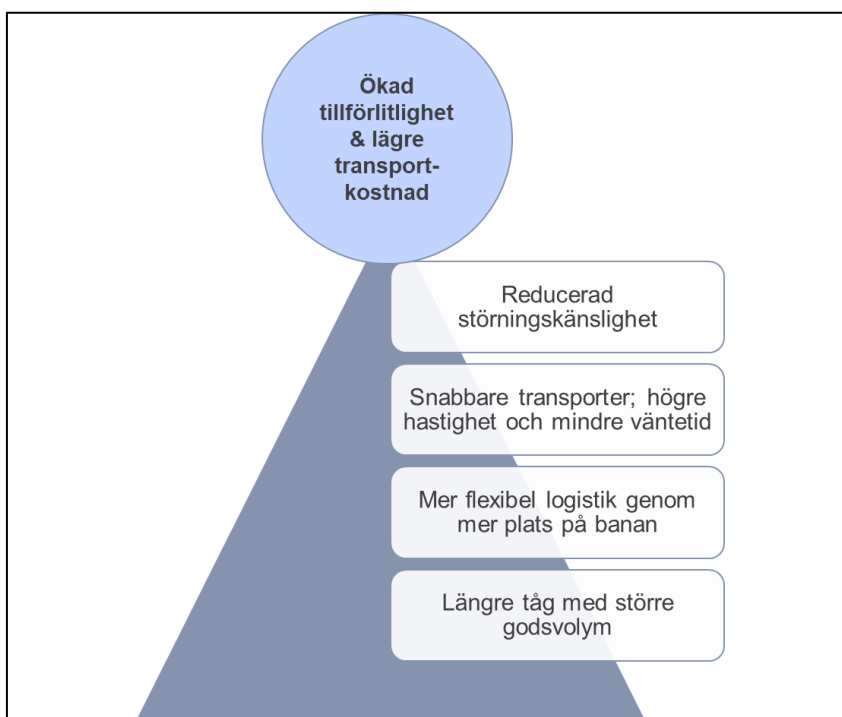 Ökad
tillförlitlighet
& lägre
transport-
kostnad
Reducerad
störningskänslighet
Snabbare transporter; högre
hastighet och mindre väntetid
Mer flexibel logistik genom
mer plats på banan
Längre tåg med större
godsvolym